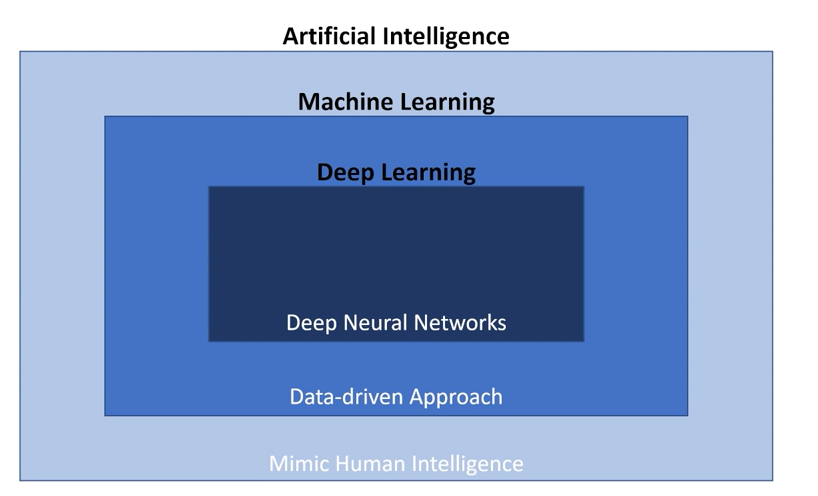 Artificial Intelligence
Machine Learning
Deep Learning
Deep Neural Networks
Data-driven Approach
Mimic Human Intelligence